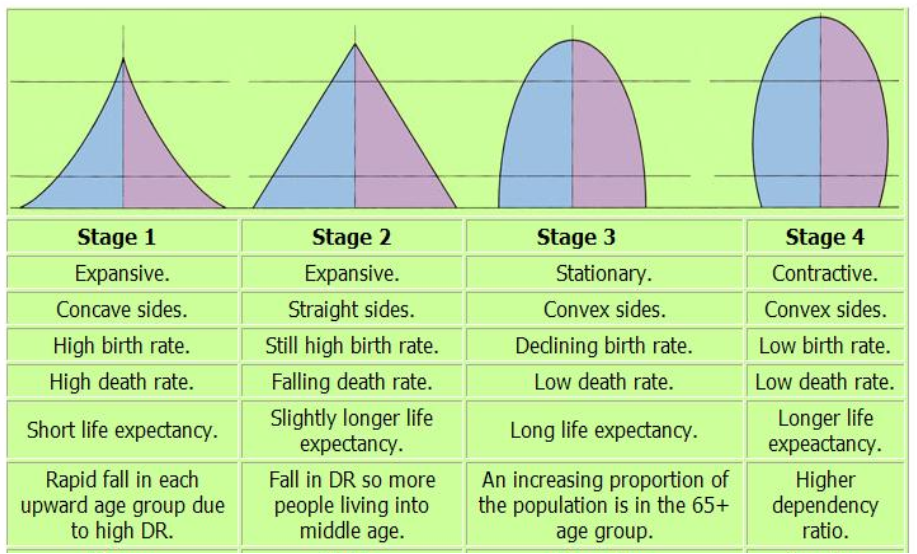 Stage 1
Stage 2
Stage 3
Stage 4
Expansive.
Expansive.
Stationary.
Contractive.
Concave sides.
Straight sides.
Convex sides.
Convex sides.
High birth rate.
Still high birth rate.
Declining birth rate.
Low birth rate.
High death rate.
Falling death rate.
Low death rate.
Low death rate.
Short life expectancy.
Slightly longer life
expectancy.
Long life expectancy.
Longer life
expeactancy.
Rapid fall in each
upward age group due
to high DR.
Fall in DR so more
people living into
middle age.
An increasing proportion of
the population is in the 65+
age group.
Higher
dependency
ratio.